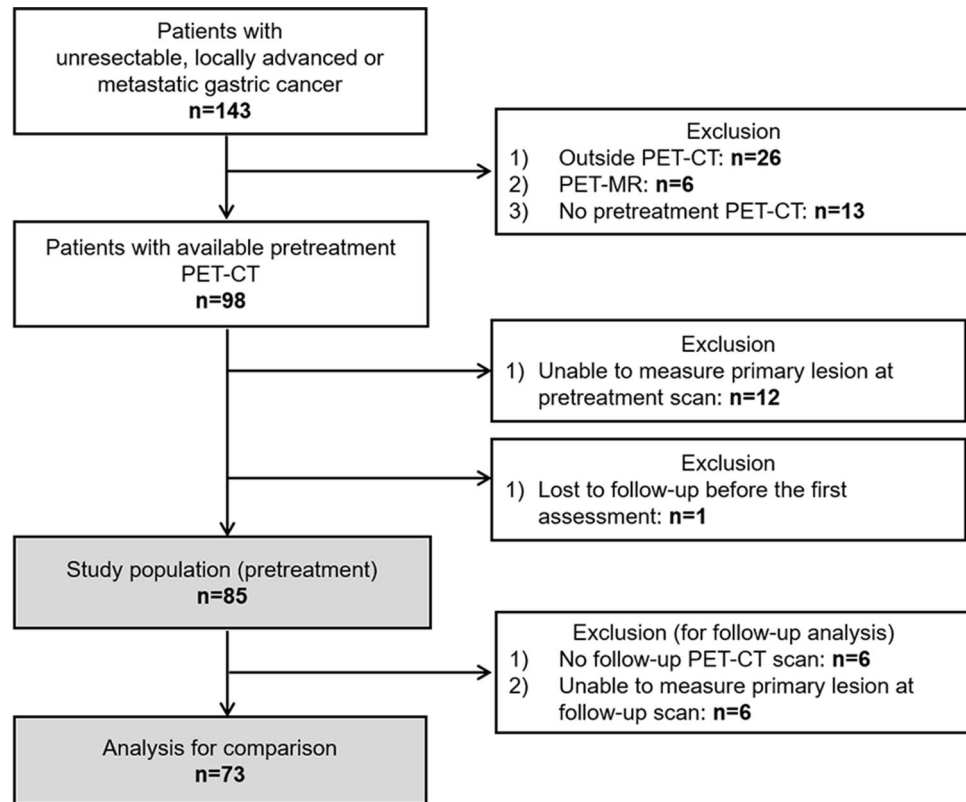 Patients with
unresectable, locally advanced or
metastatic gastric cancer
n=143
Exclusion
1) Outside PET-CT: n=26
2) PET-MR: n=6
3) No pretreatment PET-CT: n=13
Patients with available pretreatment
PET-CT
n=98
Exclusion
1) Unable to measure primary lesion at
pretreatment scan: n=12
Exclusion
1) Lost to follow-up before the first
assessment: n=1
Study population (pretreatment)
n=85
Exclusion (for follow-up analysis)
1) No follow-up PET-CT scan: n=6
2) Unable to measure primary lesion at
follow-up scan: n=6
Analysis for comparison
n=73